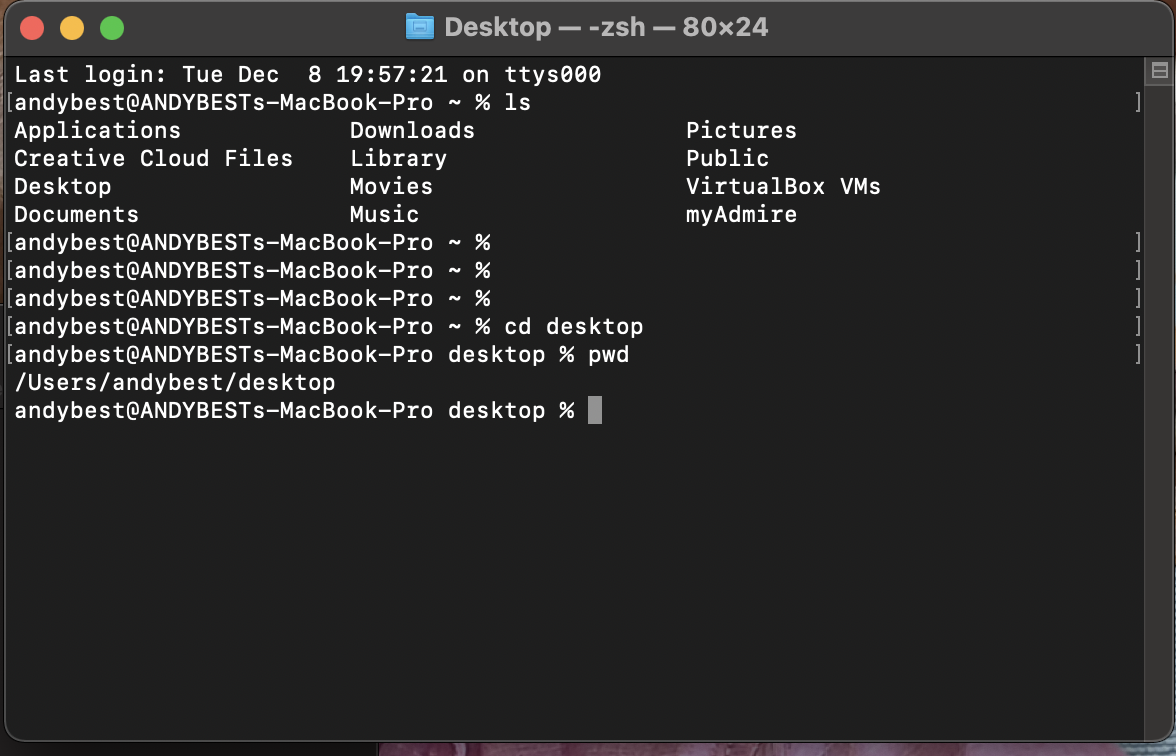 Desktop — -zsh — 80×24
Last login: Tue Dec  8 19:57:21 on ttys000
[andybest@ANDYBESTs-MacBook-Pro ~ % ls ]
Applications Downloads Pictures
Creative Cloud Files Library Public
Desktop Movies VirtualBox VMs
Documents Music myAdmire
[andybest@ANDYBESTs-MacBook-Pro ~ % ]
[andybest@ANDYBESTs-MacBook-Pro ~ % ]
[andybest@ANDYBESTs-MacBook-Pro ~ % ]
[andybest@ANDYBESTs-MacBook-Pro ~ % cd desktop ]
[andybest@ANDYBESTs-MacBook-Pro desktop % pwd ]
/Users/andybest/desktop
andybest@ANDYBESTs-MacBook-Pro desktop %